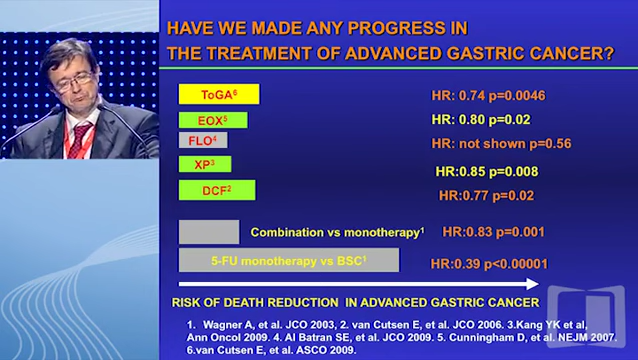 HAVE WE MADE ANY PROGRESS IN
THE TREATMENT OF ADVANCED GASTRIC CANCER?
ToGA⁶ HR: 0.74 p=0.0046
EOX⁵ HR: 0.80 p=0.02
FLO⁴ HR: not shown p=0.56
XP³ HR:0.85 p=0.008
DCF² HR:0.77 p=0.02
Combination vs monotherapy¹ HR:0.83 p=0.001
5-FU monotherapy vs BSC¹ HR:0.39 p<0.00001
RISK OF DEATH REDUCTION IN ADVANCED GASTRIC CANCER
1. Wagner A, et al. JCO 2003, 2. van Cutsen E, et al. JCO 2006. 3.Kang YK et al,
Ann Oncol 2009. 4. Al Batran SE, et al. JCO 2009. 5. Cunningham D, et al. NEJM 2007.
6.van Cutsen E, et al. ASCO 2009.